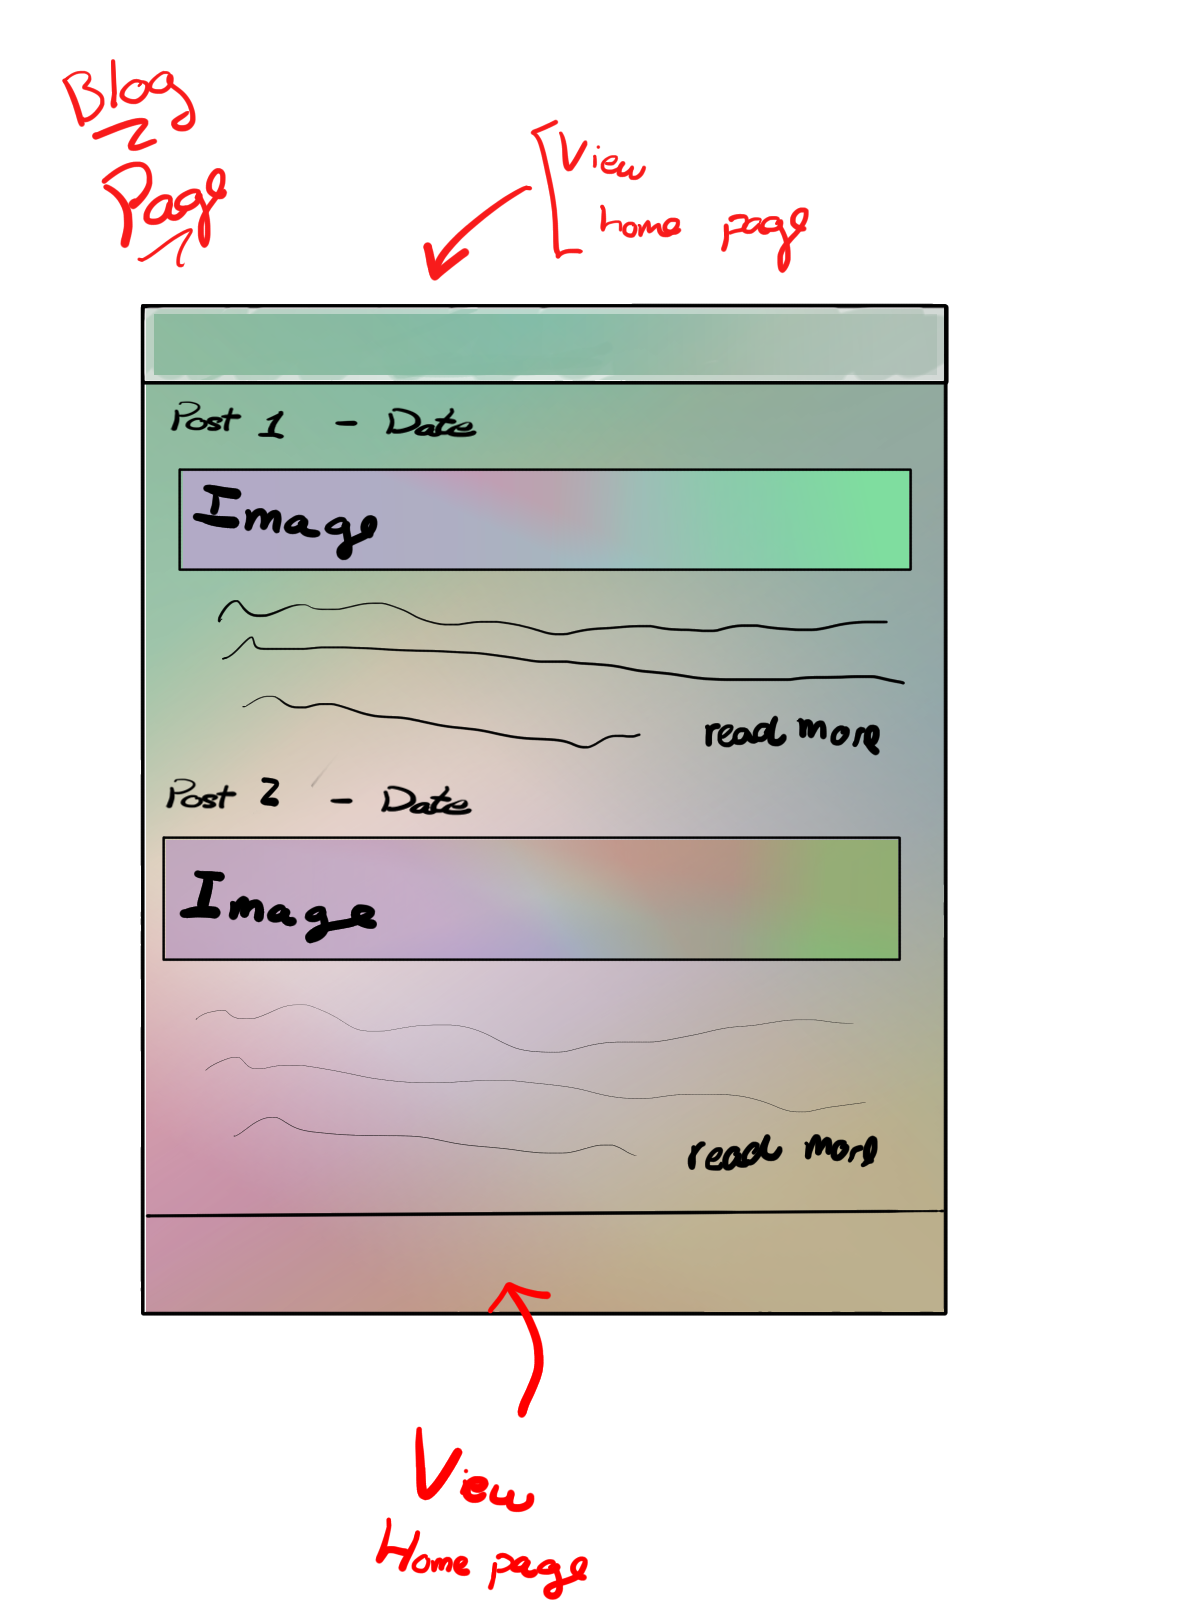 Blog
Page
View
home page
Post 1 - Date
Image
read more
Post 2 - Date
Image
read more
View
Home page